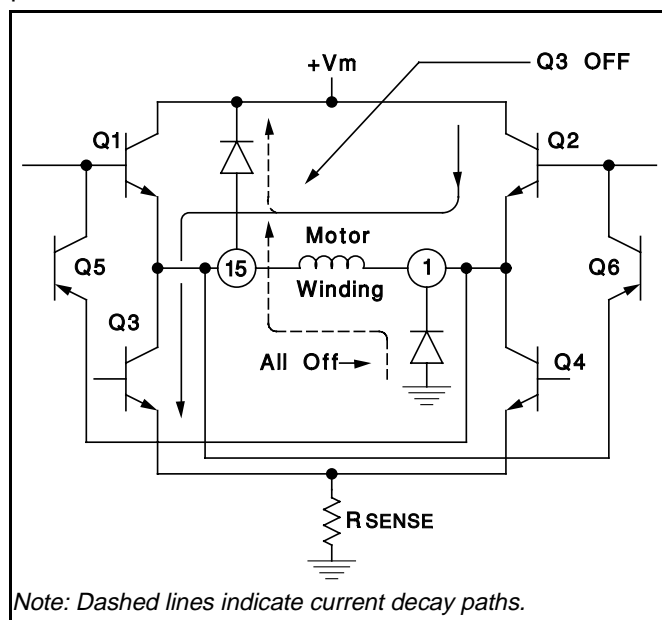 +Vm
Q3 OFF
Q1
Q2
Motor
15
1
Q5
Winding
Q6
Q3
All Off
Q4
RSENSE
Note: Dashed lines indicate current decay paths.